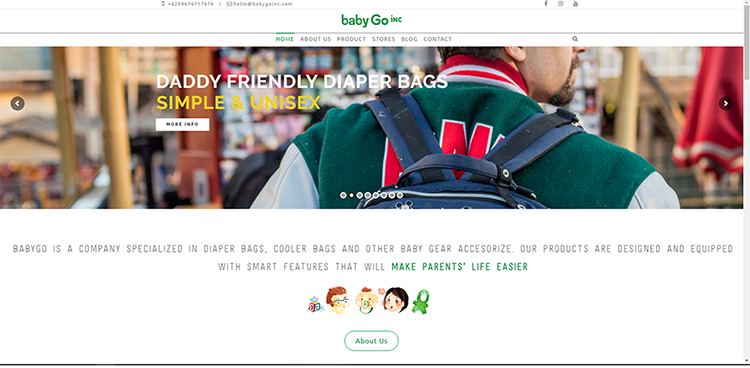 +6289676717676 | hello@babygoinc.com
baby Go INC
HOME ABOUT US PRODUCT STORES BLOG CONTACT
DADDY FRIENDLY DIAPER BAGS
SIMPLE & UNISEX
MORE INFO
BABYGO IS A COMPANY SPECIALIZED IN DIAPER BAGS, COOLER BAGS AND OTHER BABY GEAR ACCESORIZE. OUR PRODUCTS ARE DESIGNED AND EQUIPPED
WITH SMART FEATURES THAT WILL MAKE PARENTS' LIFE EASIER
About Us